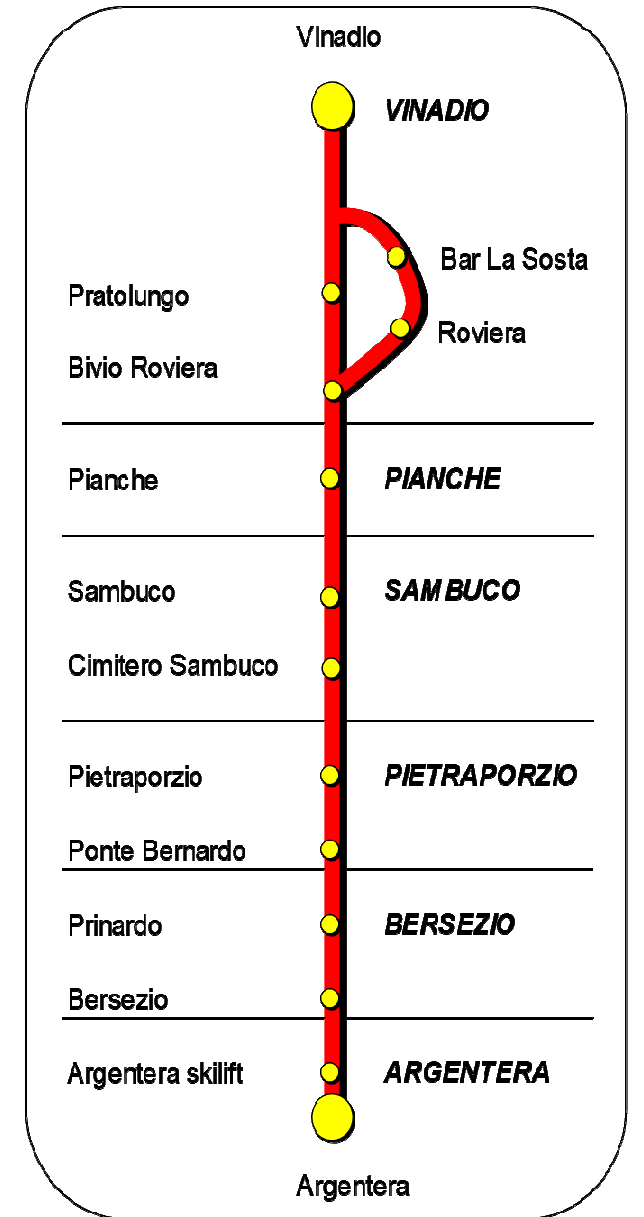 Vinadio
VINADIO
Bar La Sosta
Pratolungo
Roviera
Bivio Roviera
Pianche
PIANCHE
Sambuco
SAMBUCO
Cimitero Sambuco
Pietraporzio
PIETRAPORZIO
Ponte Bernardo
Prinardo
BERSEZIO
Bersezio
Argentera skilift
ARGENTERA
Argentera